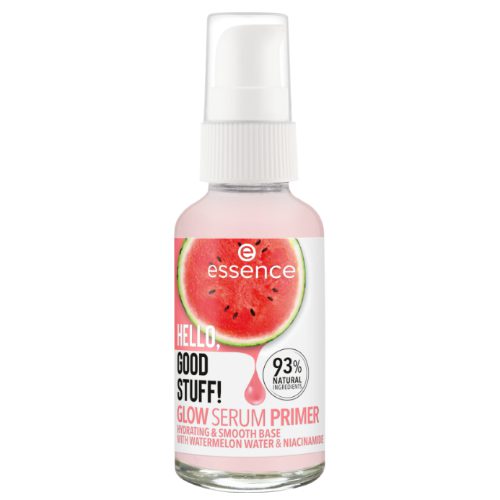 e
essence
HELLO,
GOOD
STUFF!
93%
NATURAL
INGREDIENTS
GLOW SERUM PRIMER
HYDRATING & SMOOTH BASE
WITH WATERMELON WATER & NIACINAMIDE